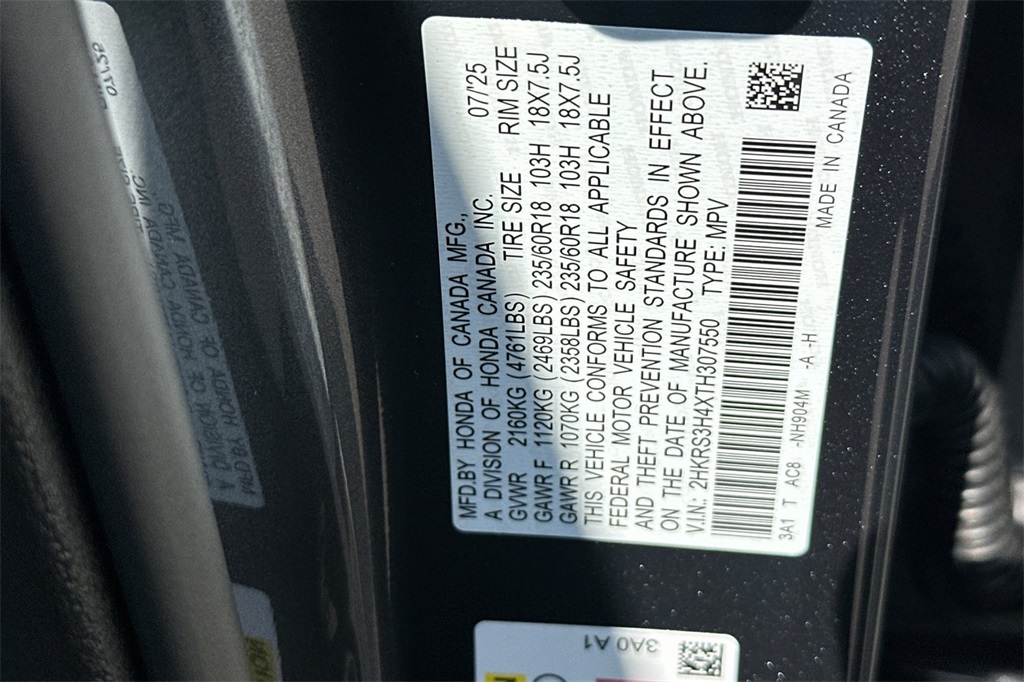 MFD.BY HONDA OF CANADA MFG.,
A DIVISION OF HONDA CANADA INC. 07/'25
GVWR 2160KG (4761LBS) TIRE SIZE RIM SIZE
GAWR F 1120KG (2469LBS) 235/60R18 103H 18X7.5J
GAWR R 1070KG (2358LBS) 235/60R18 103H 18X7.5J
THIS VEHICLE CONFORMS TO ALL APPLICABLE
FEDERAL MOTOR VEHICLE SAFETY
AND THEFT PREVENTION STANDARDS IN EFFECT
ON THE DATE OF MANUFACTURE SHOWN ABOVE.
V.I.N: 2HKRS3H4XTH307550 TYPE: MPV
3A1 T AC8 -NH904M -A -H
MADE IN CANADA
3A0 A1